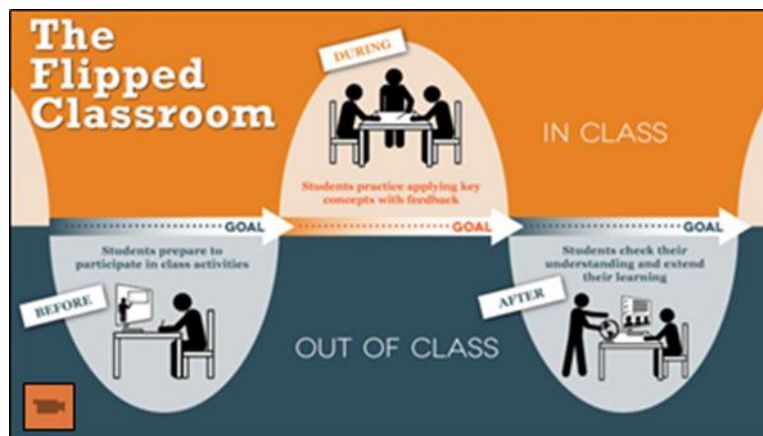 The
Flipped
Classroom
DURING
IN CLASS
Students practice applying key
concepts with feedback
GOAL
GOAL
GOAL
Students prepare to
participate in class activities
BEFORE
Students check their
understanding and extend
their learning
AFTER
OUT OF CLASS